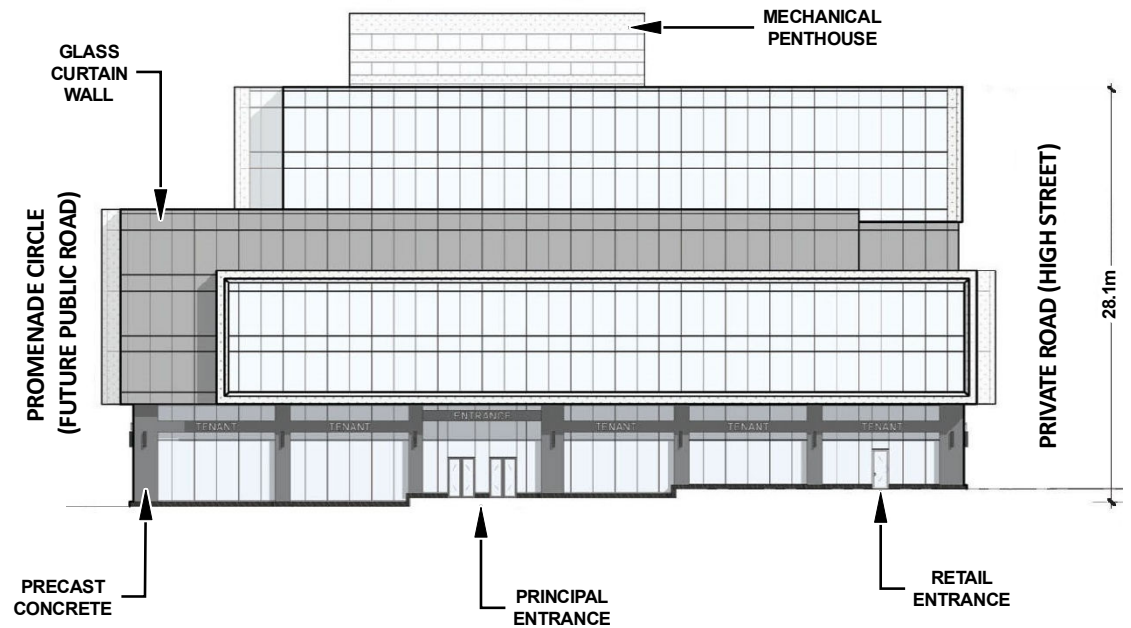 MECHANICAL
PENTHOUSE
GLASS
CURTAIN
WALL
PROMENADE CIRCLE
(FUTURE PUBLIC ROAD)
PRIVATE ROAD (HIGH STREET)
28.1m
ENTRANCE
TENANT
TENANT
TENANT
TENANT
TENANT
PRECAST
CONCRETE
PRINCIPAL
ENTRANCE
RETAIL
ENTRANCE